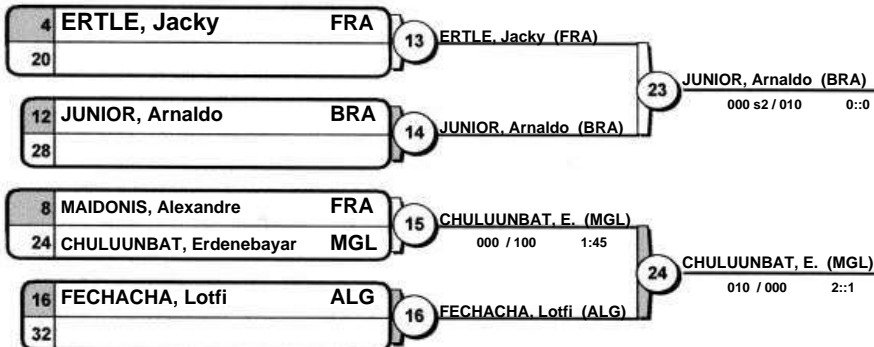 4 ERTLE, Jacky FRA
20
13 ERTLE, Jacky (FRA)
12 JUNIOR, Arnaldo BRA
28
14 JUNIOR, Arnaldo (BRA)
23 JUNIOR, Arnaldo (BRA)
000 s2 / 010 0::0
8 MAIDONIS, Alexandre FRA
24 CHULUUNBAT, Erdenebayar MGL
15 CHULUUNBAT, E. (MGL)
000 / 100 1:45
16 FECHACHA, Lotfi ALG
32
16 FECHACHA, Lotfi (ALG)
24 CHULUUNBAT, E. (MGL)
010 / 000 2::1